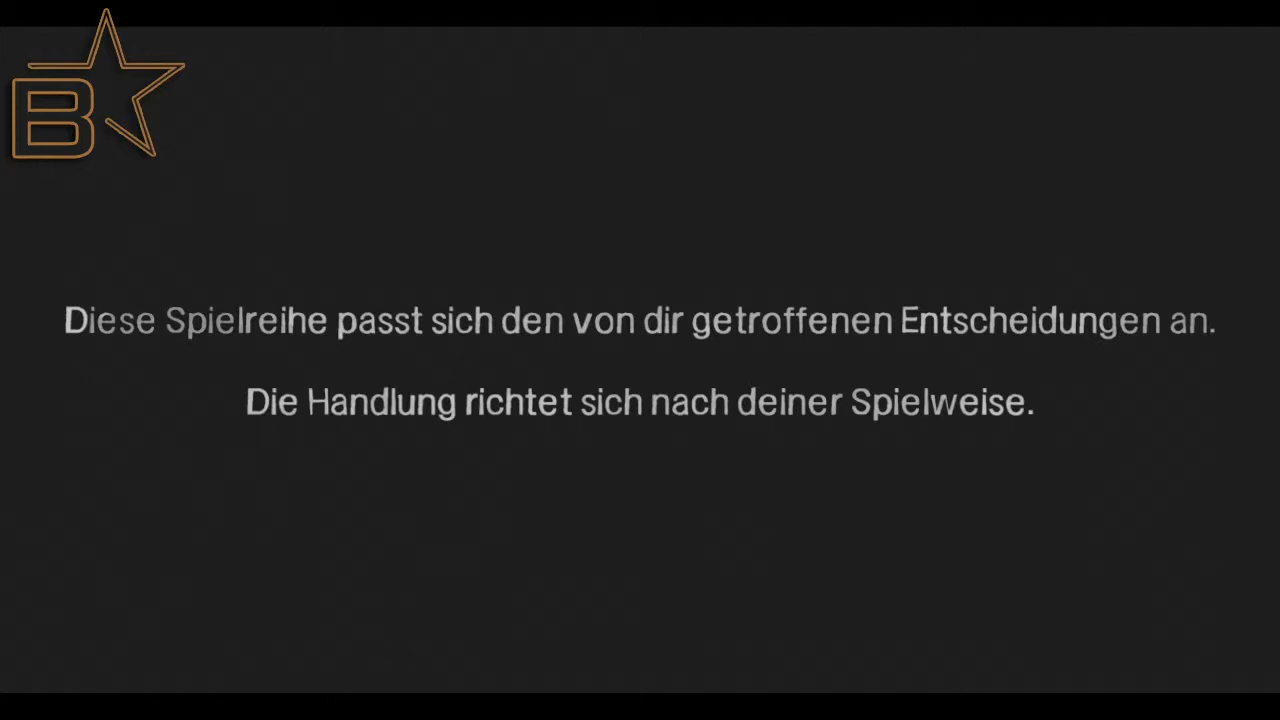 B
Diese Spielreihe passt sich den von dir getroffenen Entscheidungen an.
Die Handlung richtet sich nach deiner Spielweise.